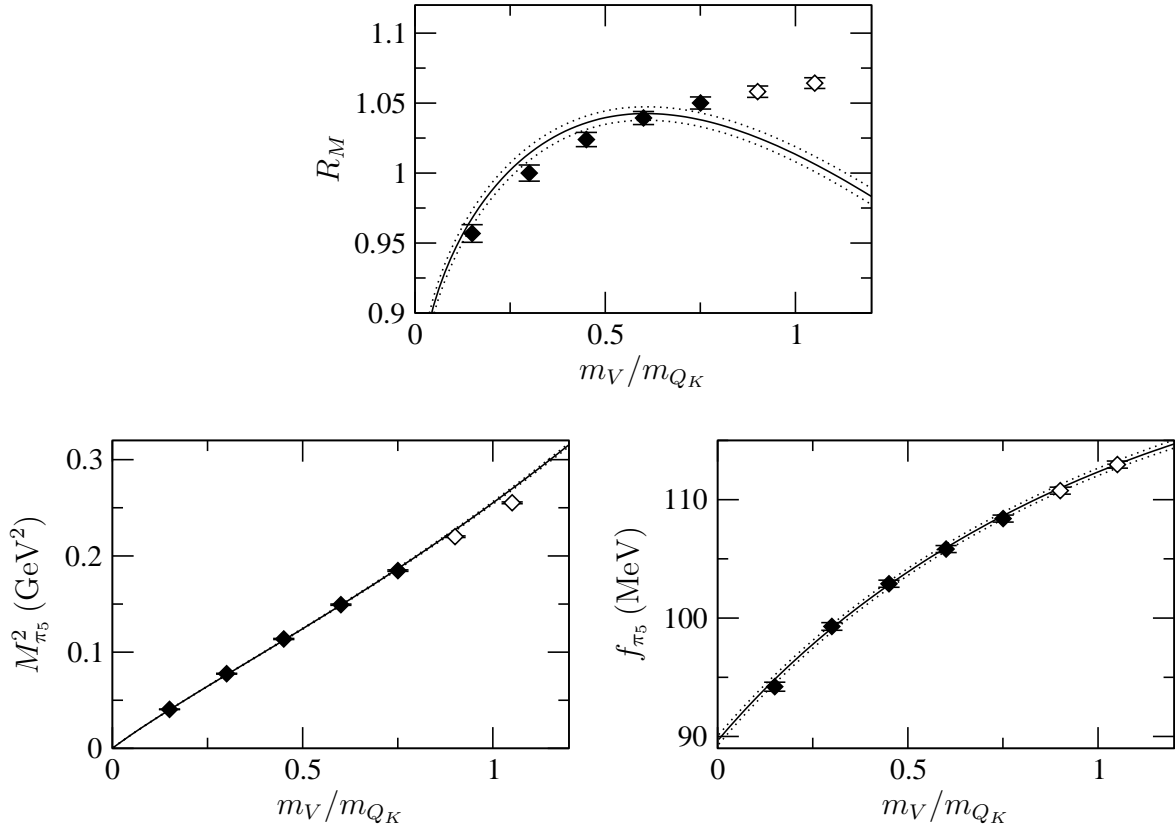 1.1
1.05
1
0.95
0.9
R_M
0 0.5 1
m_V/m_{Q_K}
0.3
0.2
0.1
0
M^2_{π_5} (GeV^2)
0 0.5 1
m_V/m_{Q_K}
110
100
90
f_{π_5} (MeV)
0 0.5 1
m_V/m_{Q_K}